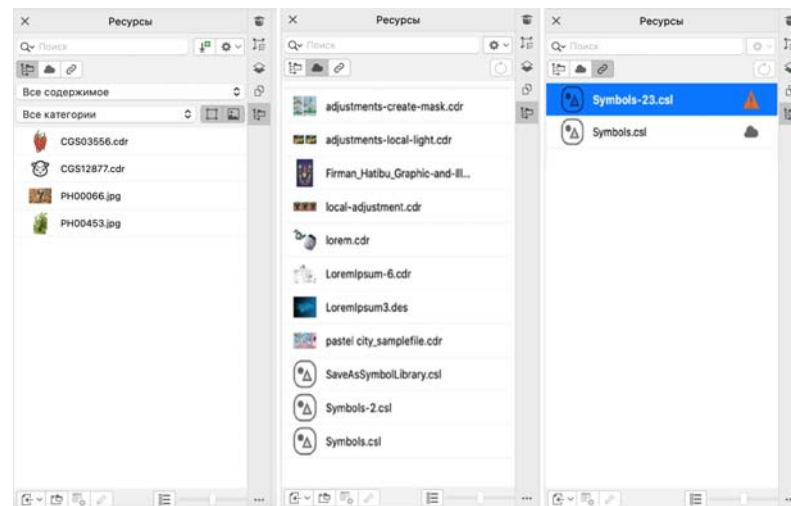 Ресурсы
Поиск
Все содержимое
Все категории
CGS03556.cdr
CGS12877.cdr
PH00066.jpg
PH00453.jpg
Ресурсы
Поиск
adjustments-create-mask.cdr
adjustments-local-light.cdr
Firman_Hatibu_Graphic-and-Ill...
local-adjustment.cdr
lorem.cdr
LoremIpsum-6.cdr
LoremIpsum3.des
pastel city_samplefile.cdr
SaveAsSymbolLibrary.csl
Symbols-2.csl
Symbols.csl
Ресурсы
Поиск
Symbols-23.csl
Symbols.csl